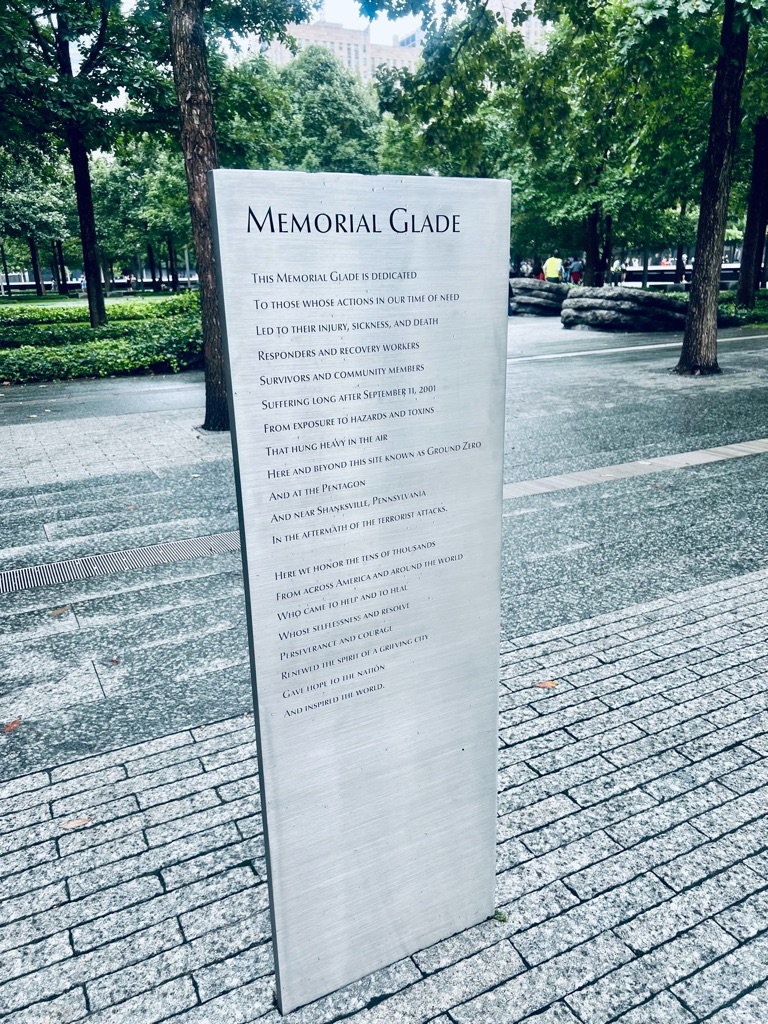 Memorial Glade
This Memorial Glade is dedicated
To those whose actions in our time of need
Led to their injury, sickness, and death
Responders and recovery workers
Survivors and community members
Suffering long after September 11, 2001
From exposure to hazards and toxins
That hung heavy in the air
Here and beyond this site known as Ground Zero
And at the Pentagon
And near Shanksville, Pennsylvania
In the aftermath of the terrorist attacks.
Here we honor the tens of thousands
From across America and around the world
Who came to help and to heal
Whose selflessness and resolve
Perseverance and courage
Renewed the spirit of a grieving city
Gave hope to the nation
And inspired the world.